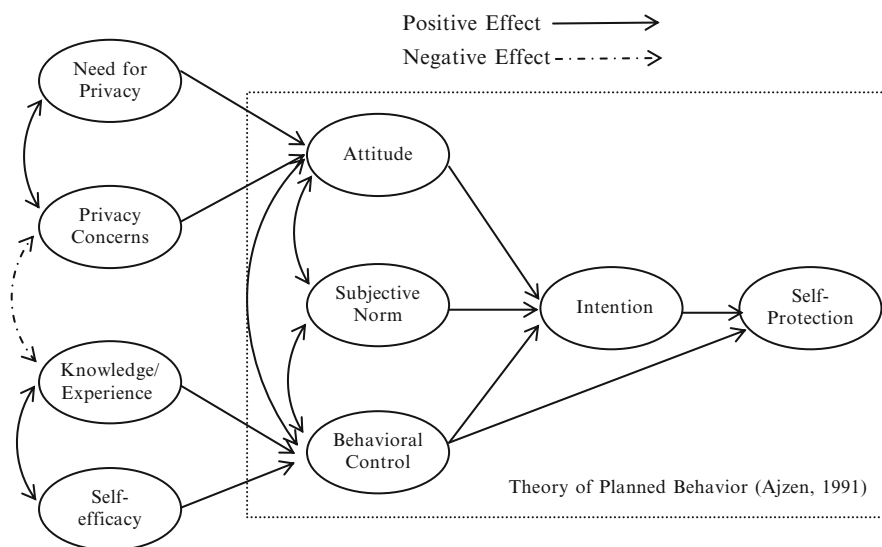 Positive Effect
Negative Effect
Need for
Privacy
Attitude
Privacy
Concerns
Subjective
Norm
Intention
Self-
Protection
Knowledge/
Experience
Behavioral
Control
Self-
efficacy
Theory of Planned Behavior (Ajzen, 1991)